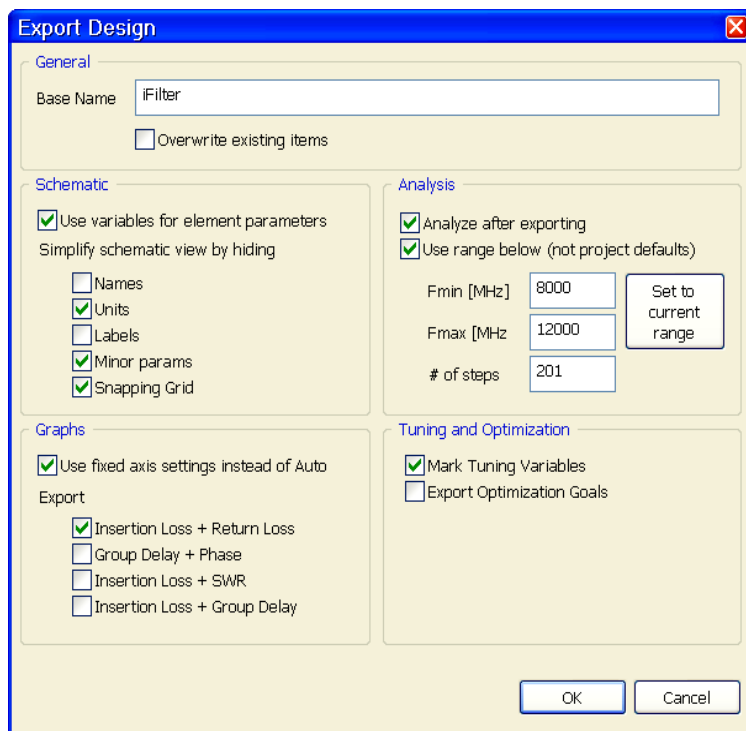 Export Design
General
Base Name iFilter
Overwrite existing items
Schematic
Use variables for element parameters
Simplify schematic view by hiding
Names
Units
Labels
Minor params
Snapping Grid
Analysis
Analyze after exporting
Use range below (not project defaults)
Fmin [MHz] 8000
Fmax [MHz 12000
# of steps 201
Set to
current
range
Graphs
Use fixed axis settings instead of Auto
Export
Insertion Loss + Return Loss
Group Delay + Phase
Insertion Loss + SWR
Insertion Loss + Group Delay
Tuning and Optimization
Mark Tuning Variables
Export Optimization Goals
OK Cancel